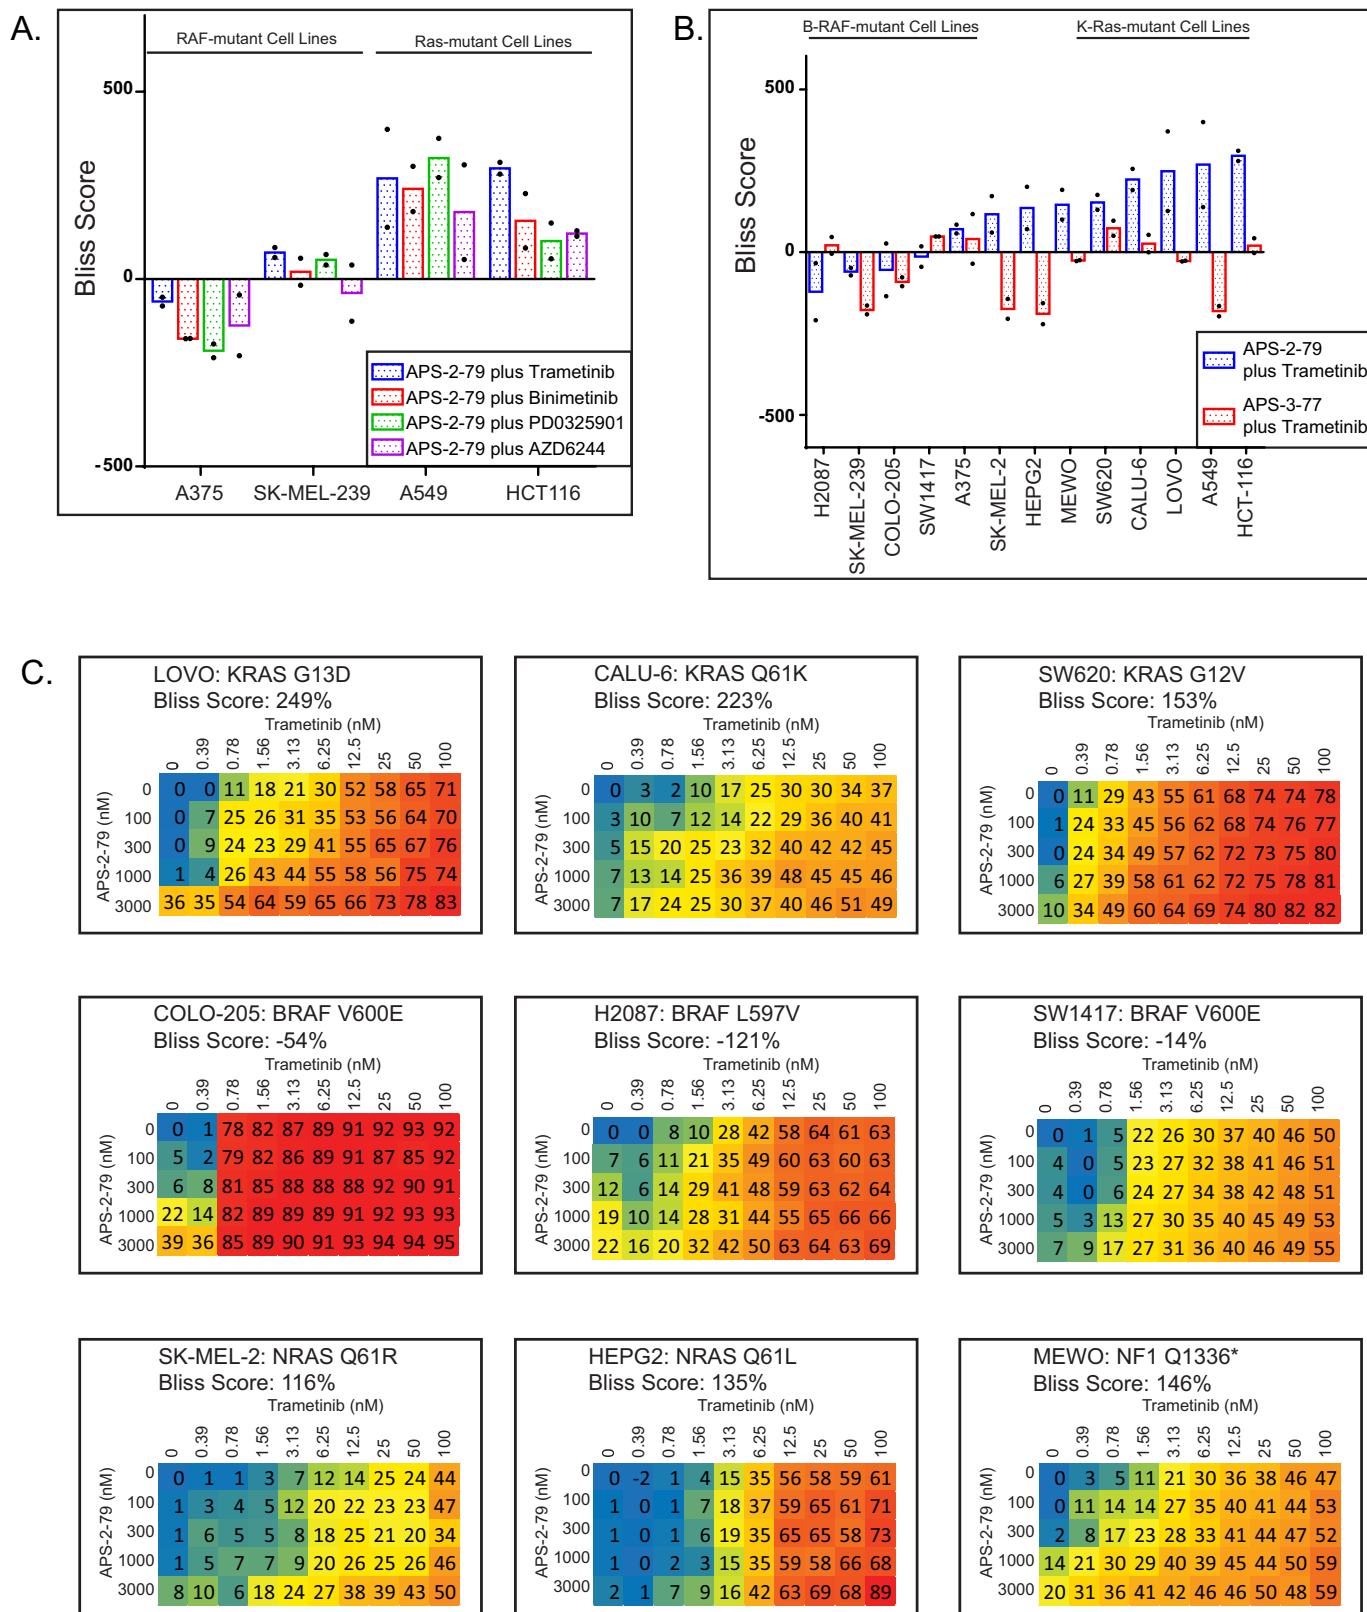 A.
RAF-mutant Cell Lines
Ras-mutant Cell Lines
500
0
-500
Bliss Score
APS-2-79 plus Trametinib
APS-2-79 plus Binimetinib
APS-2-79 plus PD0325901
APS-2-79 plus AZD6244
A375
SK-MEL-239
A549
HCT116
B.
B-RAF-mutant Cell Lines
K-Ras-mutant Cell Lines
500
0
-500
Bliss Score
APS-2-79
plus Trametinib
APS-3-77
plus Trametinib
H2087
SK-MEL-239
COLO-205
SW1417
A375
SK-MEL-2
HEPG2
MEWO
SW620
CALU-6
LOVO
A549
HCT-116
C.
LOVO: KRAS G13D
Bliss Score: 249%
Trametinib (nM)
0 0.39 0.78 1.56 3.13 6.25 12.5 25 50 100
APS-2-79 (nM)
0 0 0 11 18 21 30 52 58 65 71
100 0 7 25 26 31 35 53 56 64 70
300 0 9 24 23 29 41 55 65 67 76
1000 1 4 26 43 44 55 58 56 75 74
3000 36 35 54 64 59 65 66 73 78 83
CALU-6: KRAS Q61K
Bliss Score: 223%
Trametinib (nM)
0 0.39 0.78 1.56 3.13 6.25 12.5 25 50 100
APS-2-79 (nM)
0 0 3 2 10 17 25 30 30 34 37
100 3 10 7 12 14 22 29 36 40 41
300 5 15 20 25 23 32 40 42 42 45
1000 7 13 14 25 36 39 48 45 45 46
3000 7 17 24 25 30 37 40 46 51 49
SW620: KRAS G12V
Bliss Score: 153%
Trametinib (nM)
0 0.39 0.78 1.56 3.13 6.25 12.5 25 50 100
APS-2-79 (nM)
0 0 11 29 43 55 61 68 74 74 78
100 1 24 33 45 56 62 68 74 76 77
300 0 24 34 49 57 62 72 73 75 80
1000 6 27 39 58 61 62 72 75 78 81
3000 10 34 49 60 64 69 74 80 82 82
COLO-205: BRAF V600E
Bliss Score: -54%
Trametinib (nM)
0 0.39 0.78 1.56 3.13 6.25 12.5 25 50 100
APS-2-79 (nM)
0 0 1 78 82 87 89 91 92 93 92
100 5 2 79 82 86 89 91 87 85 92
300 6 8 81 85 88 88 88 92 90 91
1000 22 14 82 89 89 89 91 92 93 93
3000 39 36 85 89 90 91 93 94 94 95
H2087: BRAF L597V
Bliss Score: -121%
Trametinib (nM)
0 0.39 0.78 1.56 3.13 6.25 12.5 25 50 100
APS-2-79 (nM)
0 0 0 8 10 28 42 58 64 61 63
100 7 6 11 21 35 49 60 63 60 63
300 12 6 14 29 41 48 59 63 62 64
1000 19 10 14 28 31 44 55 65 66 66
3000 22 16 20 32 42 50 63 64 63 69
SW1417: BRAF V600E
Bliss Score: -14%
Trametinib (nM)
0 0.39 0.78 1.56 3.13 6.25 12.5 25 50 100
APS-2-79 (nM)
0 0 1 5 22 26 30 37 40 46 50
100 4 0 5 23 27 32 38 41 46 51
300 4 0 6 24 27 34 38 42 48 51
1000 5 3 13 27 30 35 40 45 49 53
3000 7 9 17 27 31 36 40 46 49 55
SK-MEL-2: NRAS Q61R
Bliss Score: 116%
Trametinib (nM)
0 0.39 0.78 1.56 3.13 6.25 12.5 25 50 100
APS-2-79 (nM)
0 0 1 1 3 7 12 14 25 24 44
100 1 3 4 5 12 20 22 23 23 47
300 1 6 5 5 8 18 25 21 20 34
1000 1 5 7 7 9 20 26 25 26 46
3000 8 10 6 18 24 27 38 39 43 50
HEPG2: NRAS Q61L
Bliss Score: 135%
Trametinib (nM)
0 0.39 0.78 1.56 3.13 6.25 12.5 25 50 100
APS-2-79 (nM)
0 0 -2 1 4 15 35 56 58 59 61
100 1 0 1 7 18 37 59 65 61 71
300 1 0 1 6 19 35 65 65 58 73
1000 1 0 2 3 15 35 59 58 66 68
3000 2 1 7 9 16 42 63 69 68 89
MEWO: NF1 Q1336*
Bliss Score: 146%
Trametinib (nM)
0 0.39 0.78 1.56 3.13 6.25 12.5 25 50 100
APS-2-79 (nM)
0 0 3 5 11 21 30 36 38 46 47
100 0 11 14 14 27 35 40 41 44 53
300 2 8 17 23 28 33 41 44 47 52
1000 14 21 30 29 40 39 45 44 50 59
3000 20 31 36 41 42 46 46 50 48 59